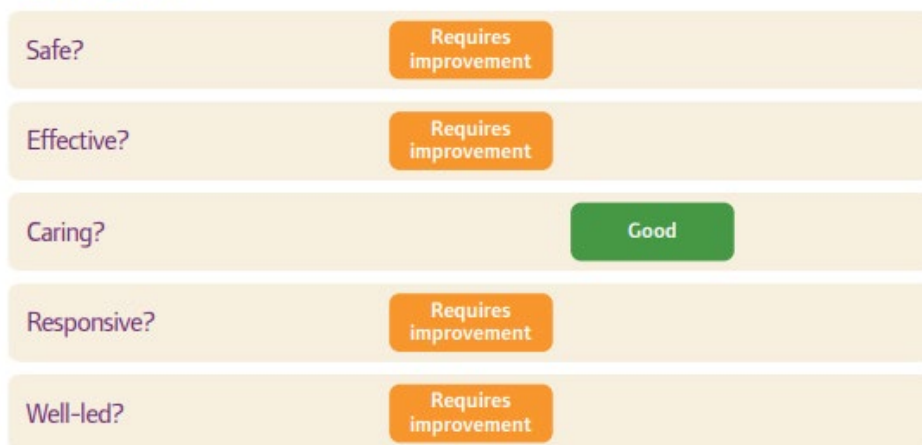 Safe?
Requires
improvement
Effective?
Requires
improvement
Caring?
Good
Responsive?
Requires
improvement
Well-led?
Requires
improvement